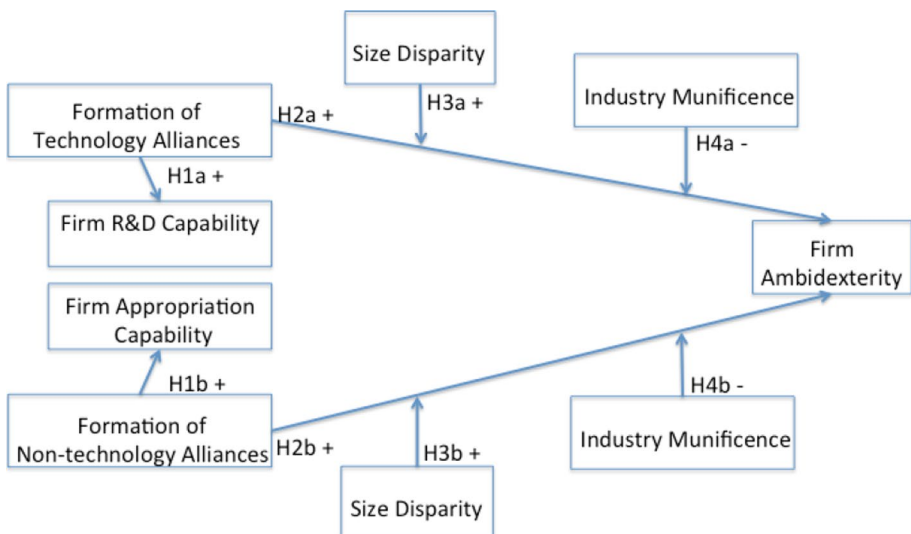 Size Disparity
Industry Munificence
Formation of
Technology Alliances
H2a +
H3a +
H4a -
H1a +
Firm R&D Capability
Firm
Ambidexterity
Firm Appropriation
Capability
H1b +
H4b -
Formation of
Non-technology Alliances
H2b +
H3b +
Industry Munificence
Size Disparity